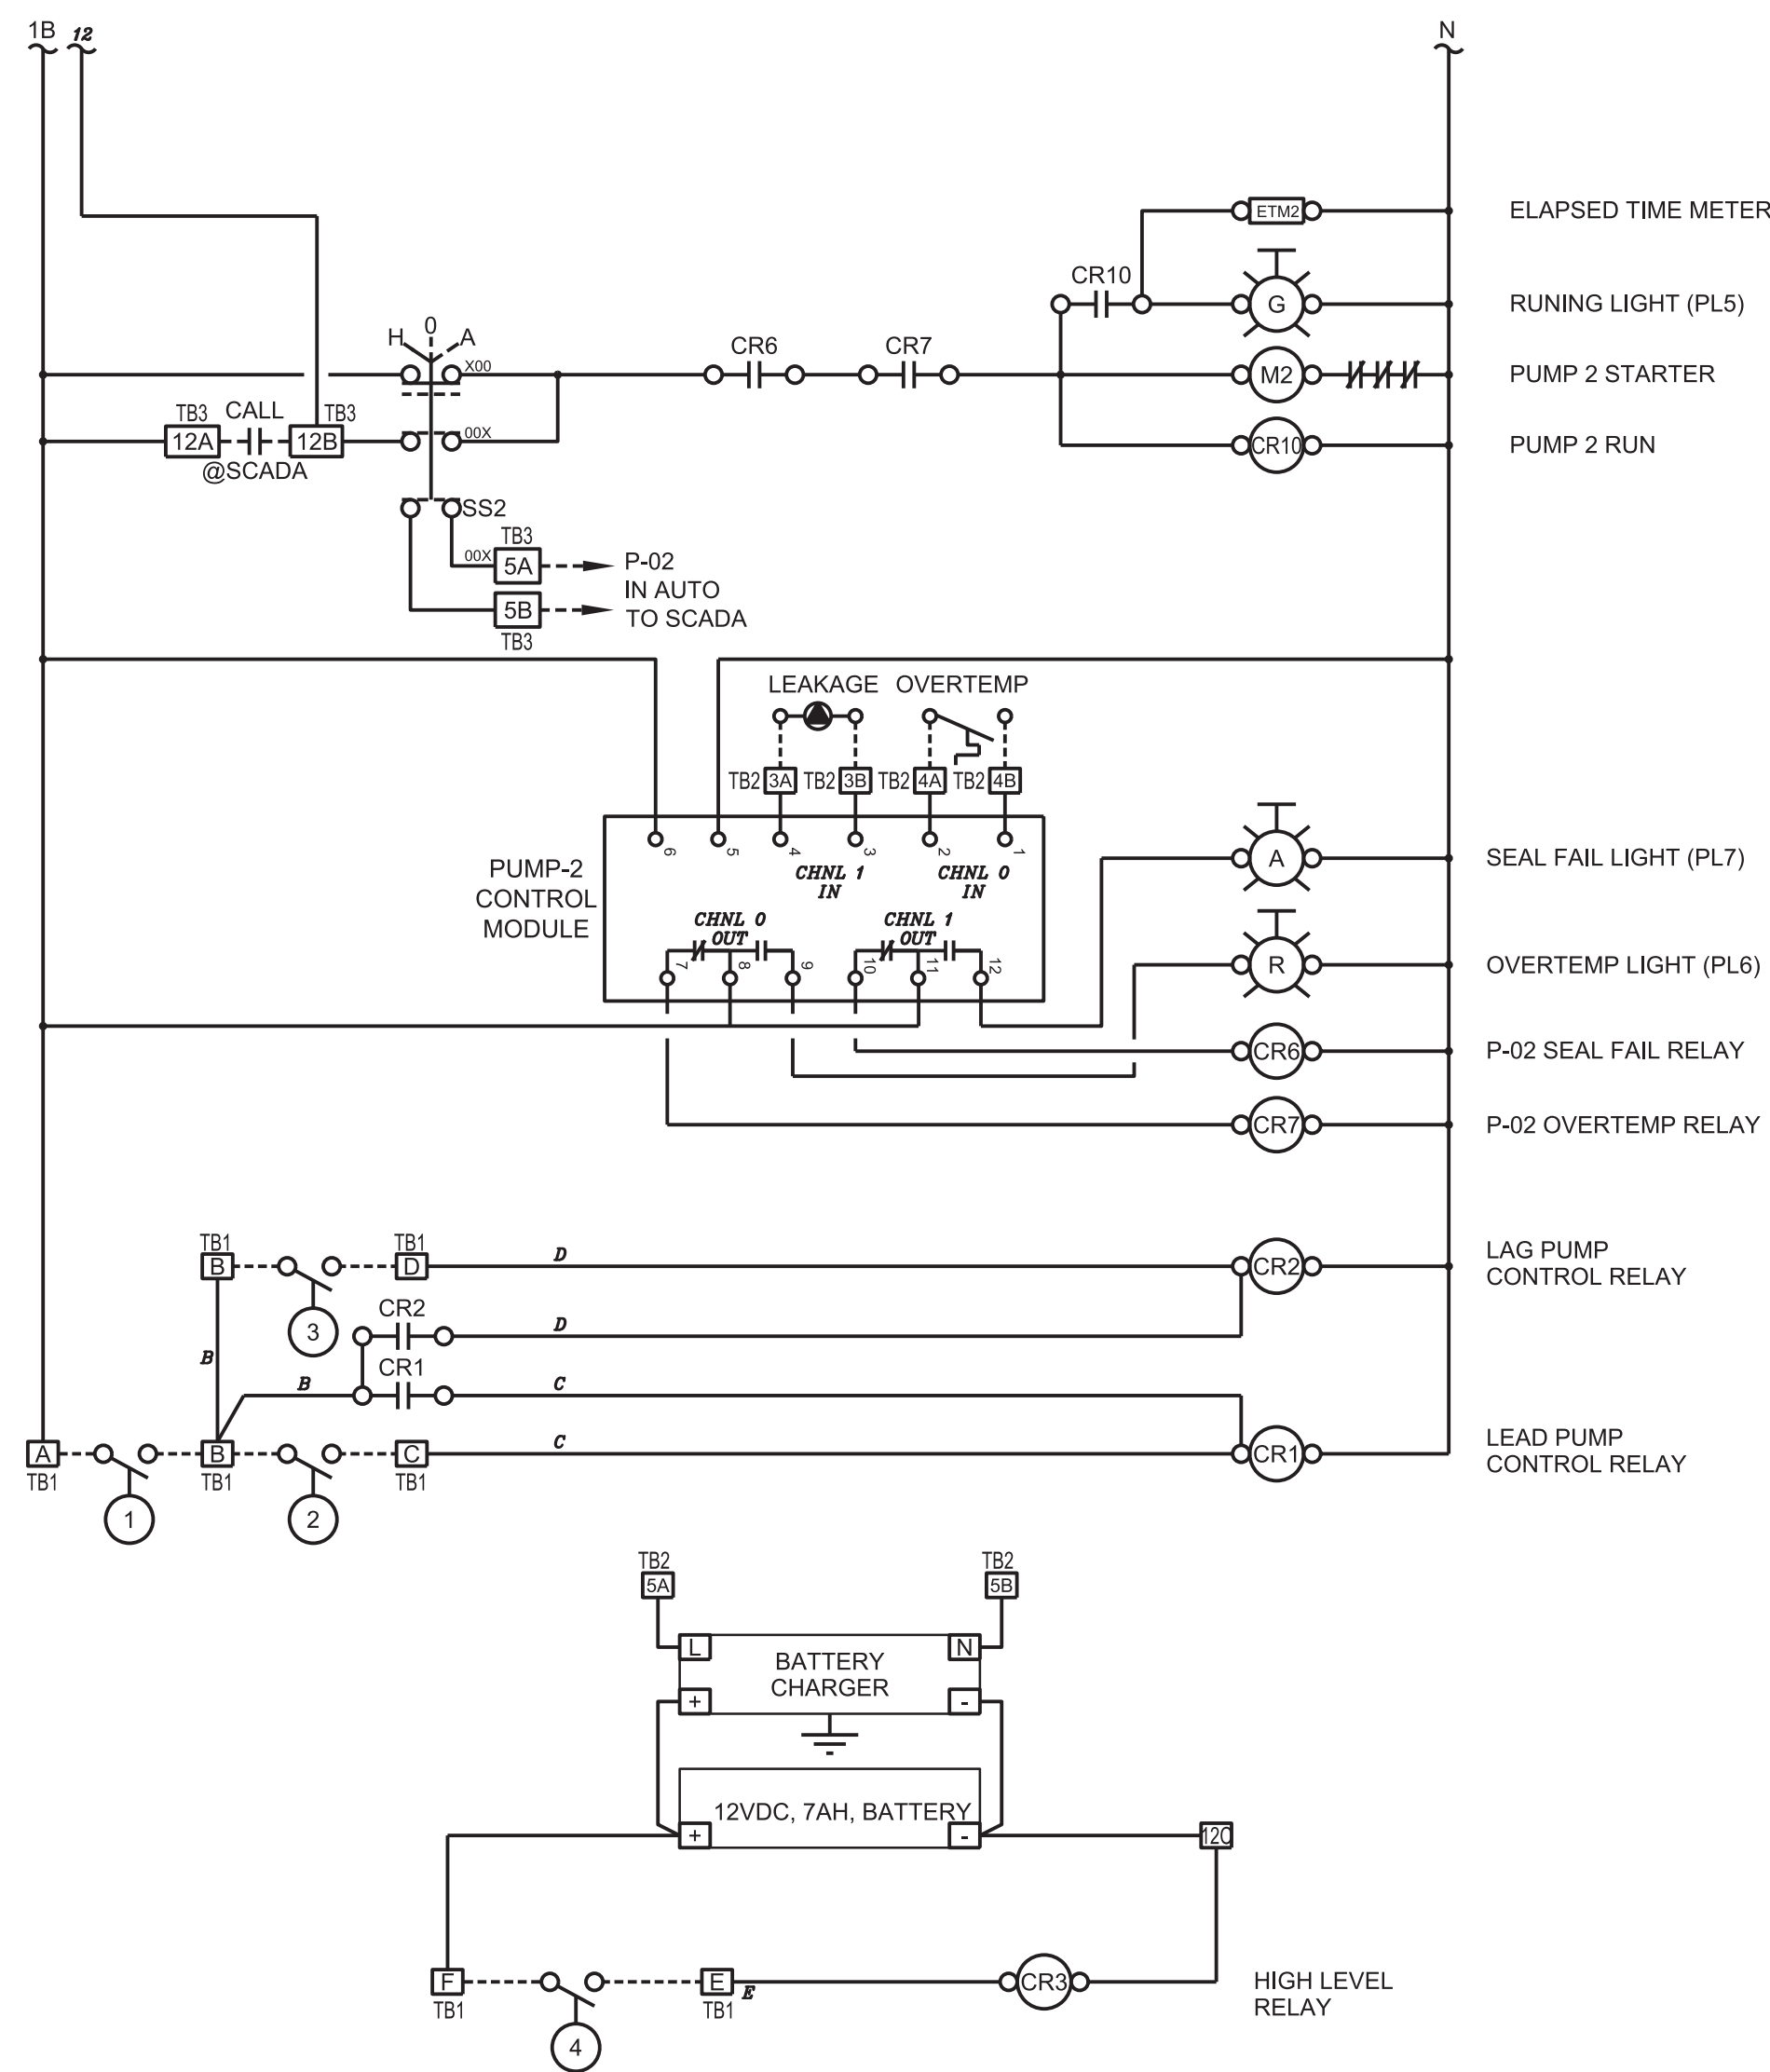 1B
12
N
ETM2
ELAPSED TIME METER
CR10
G
RUNING LIGHT (PL5)
H
0
A
X00
CR6
CR7
M2
PUMP 2 STARTER
TB3
CALL
TB3
12A
12B
@SCADA
00X
CR10
PUMP 2 RUN
SS2
00X
TB3
5A
5B
TB3
P-02
IN AUTO
TO SCADA
LEAKAGE
OVERTEMP
TB2
3A
TB2
3B
TB2
4A
TB2
4B
6
5
4
3
2
1
CHNL 1
IN
CHNL 0
IN
PUMP-2
CONTROL
MODULE
CHNL 0
OUT
CHNL 1
OUT
7
8
9
10
11
12
A
SEAL FAIL LIGHT (PL7)
R
OVERTEMP LIGHT (PL6)
CR6
P-02 SEAL FAIL RELAY
CR7
P-02 OVERTEMP RELAY
TB1
B
3
TB1
D
D
CR2
LAG PUMP
CONTROL RELAY
CR2
D
B
B
CR1
C
A
TB1
1
B
TB1
2
C
TB1
C
CR1
LEAD PUMP
CONTROL RELAY
TB2
5A
TB2
5B
L
N
BATTERY
CHARGER
+
-
12VDC, 7AH, BATTERY
+
-
F
TB1
4
E
TB1
E
CR3
HIGH LEVEL
RELAY